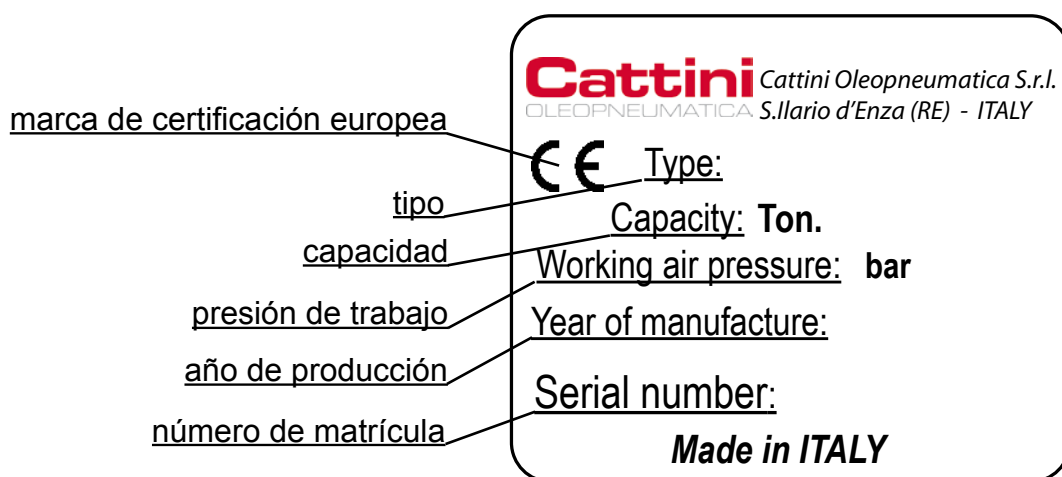 Cattini Cattini Oleopneumatica S.r.l.
OLEOPNEUMATICA S.Ilario d'Enza (RE) - ITALY
marca de certificación europea
CE Type:
tipo
Capacity: Ton.
capacidad
Working air pressure: bar
presión de trabajo
Year of manufacture:
año de producción
Serial number:
número de matrícula
Made in ITALY